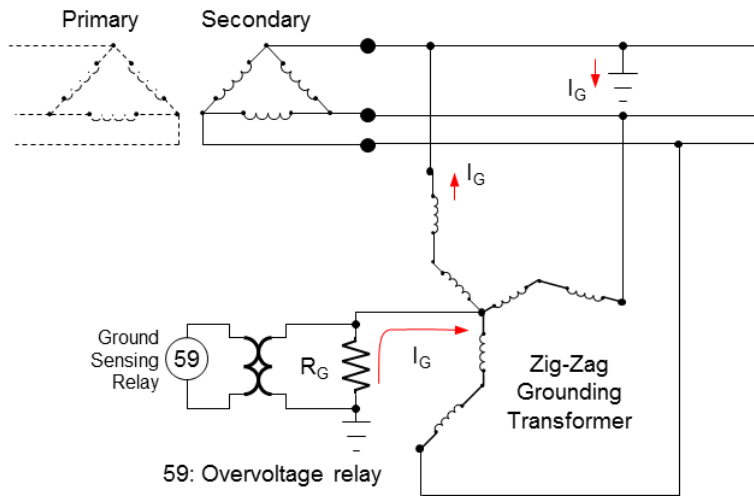 Primary
Secondary
I_G
I_G
Ground
Sensing
Relay
59
R_G
I_G
Zig-Zag
Grounding
Transformer
59: Overvoltage relay